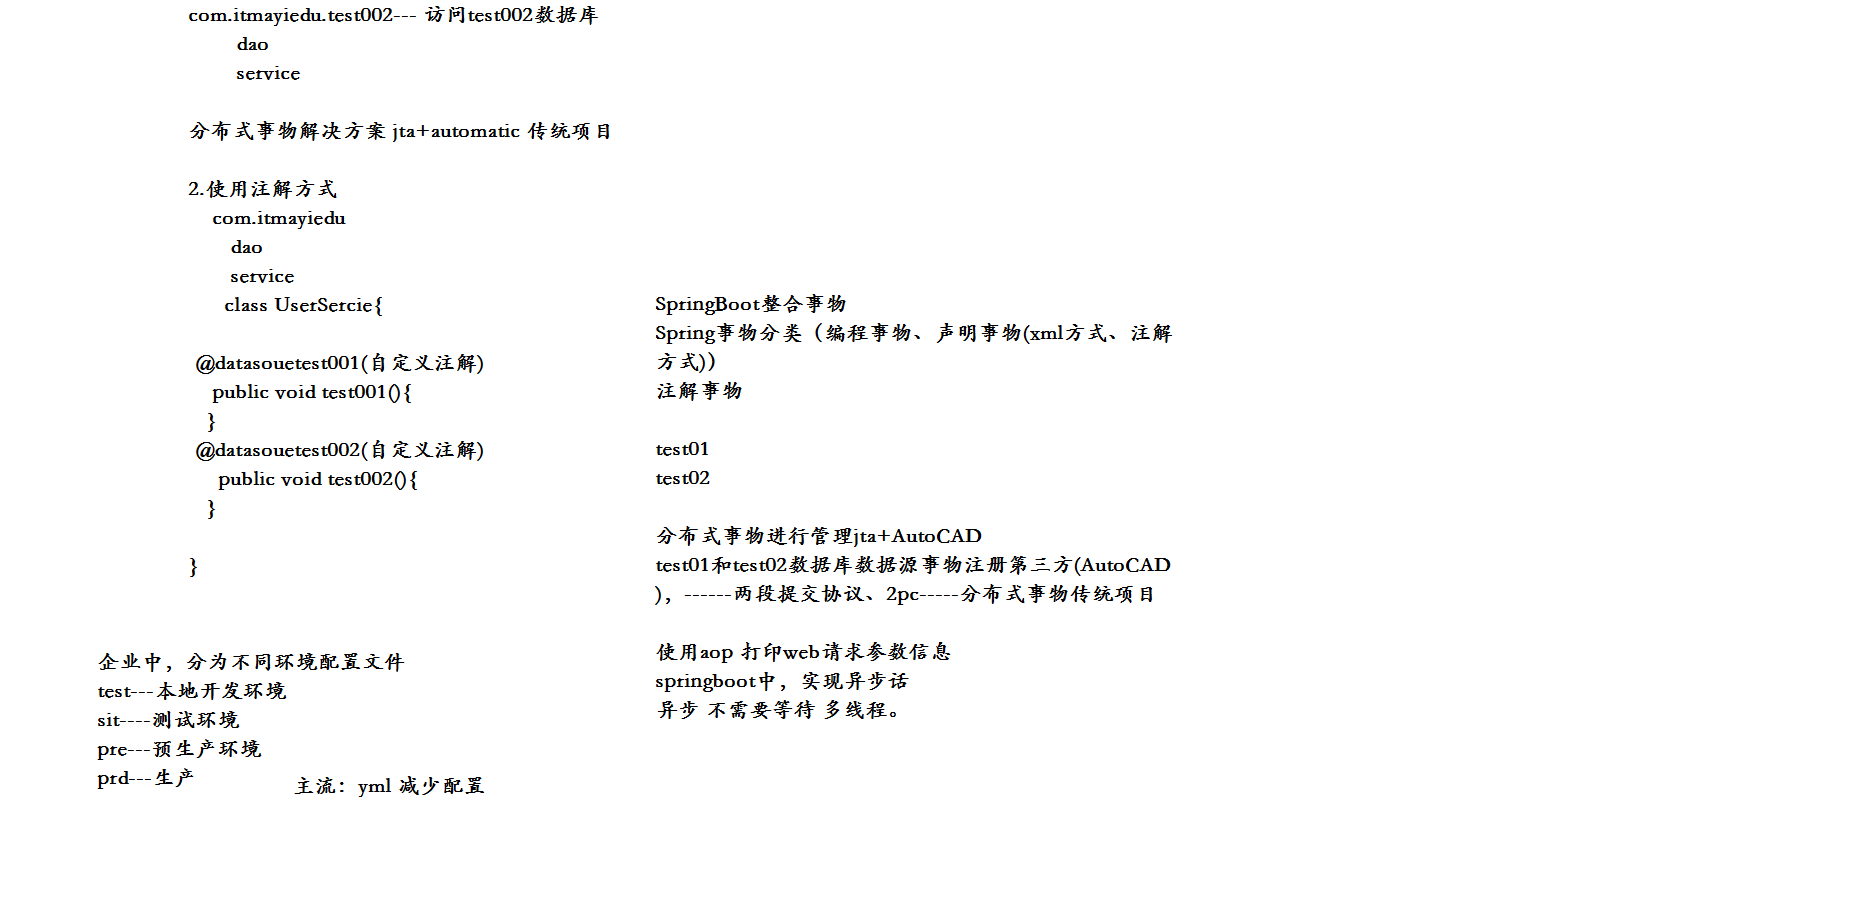 com.itmayiedu.test002--- 访问test002数据库
dao
service
分布式事物解决方案 jta+automatic 传统项目
2.使用注解方式
com.itmayiedu
dao
service
class UserSercie{
@datasouetest001(自定义注解)
public void test001(){
}
@datasouetest002(自定义注解)
public void test002(){
}
}
企业中，分为不同环境配置文件
test---本地开发环境
sit----测试环境
pre---预生产环境
prd---生产
主流：yml 减少配置
SpringBoot整合事物
Spring事物分类（编程事物、声明事物(xml方式、注解
方式)）
注解事物
test01
test02
分布式事物进行管理jta+AutoCAD
test01和test02数据库数据源事物注册第三方(AutoCAD
)，------两段提交协议、2pc-----分布式事物传统项目
使用aop 打印web请求参数信息
springboot中，实现异步话
异步 不需要等待 多线程。